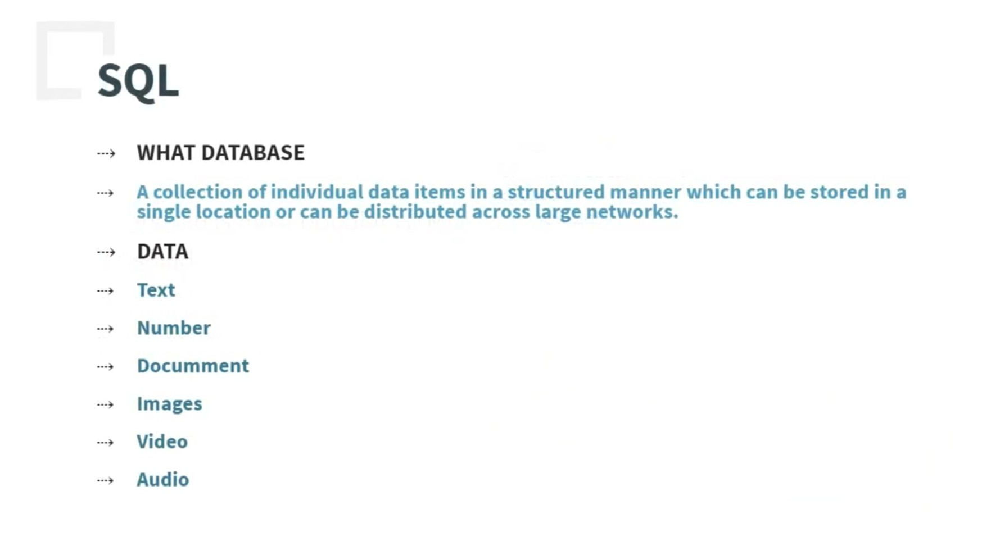 SQL
WHAT DATABASE
A collection of individual data items in a structured manner which can be stored in a
single location or can be distributed across large networks.
DATA
Text
Number
Documment
Images
Video
Audio